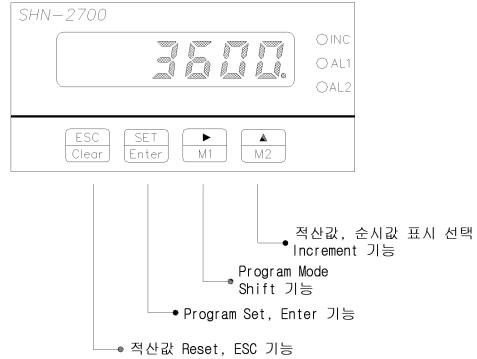 SHN-2700
3600.
INC
AL1
AL2
ESC
Clear
SET
Enter
▶
M1
▲
M2
적산값, 순시값 표시 선택
Increment 기능
Program Mode
Shift 기능
Program Set, Enter 기능
적산값 Reset, ESC 기능